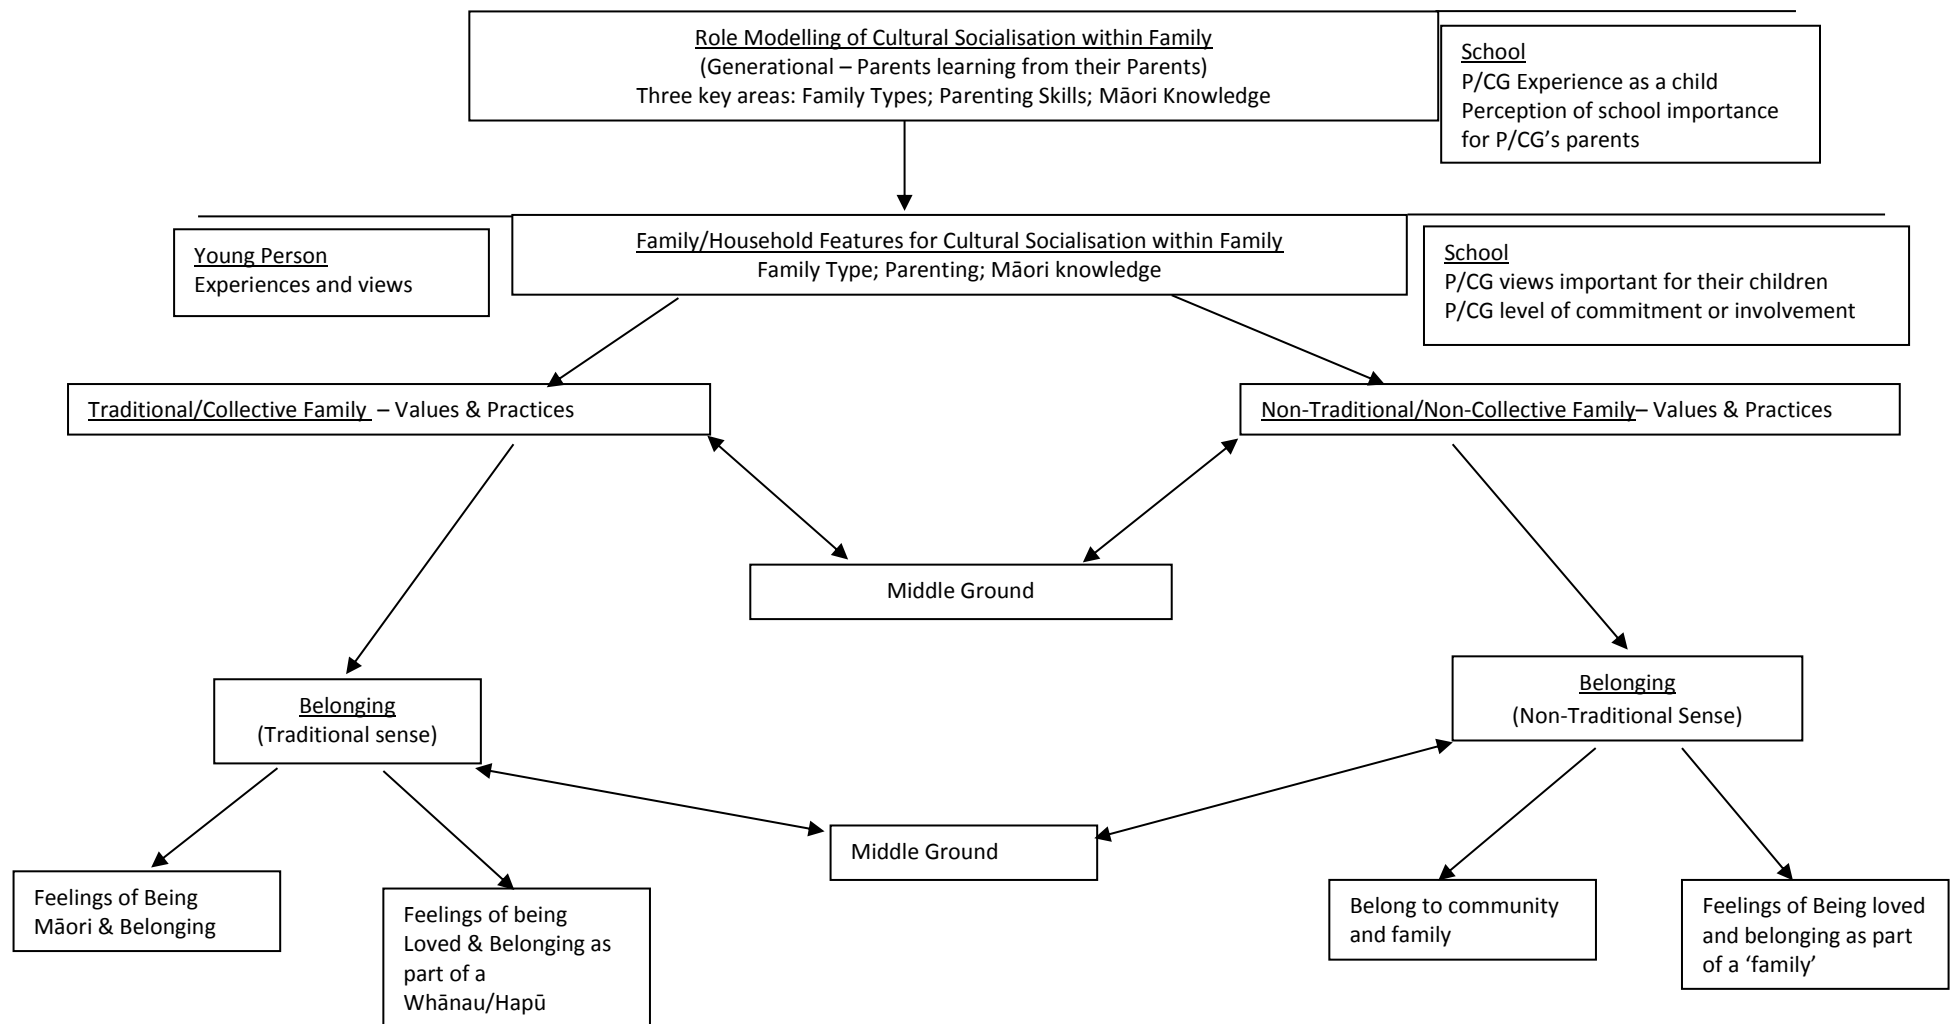 Role Modelling of Cultural Socialisation within Family
(Generational – Parents learning from their Parents)
Three key areas: Family Types; Parenting Skills; Māori Knowledge
School
P/CG Experience as a child
Perception of school importance
for P/CG's parents
Young Person
Experiences and views
Family/Household Features for Cultural Socialisation within Family
Family Type; Parenting; Māori knowledge
School
P/CG views important for their children
P/CG level of commitment or involvement
Traditional/Collective Family – Values & Practices
Non-Traditional/Non-Collective Family– Values & Practices
Middle Ground
Belonging
(Traditional sense)
Belonging
(Non-Traditional Sense)
Middle Ground
Feelings of Being
Māori & Belonging
Feelings of being
Loved & Belonging as
part of a
Whānau/Hapū
Belong to community
and family
Feelings of Being loved
and belonging as part
of a ‘family’